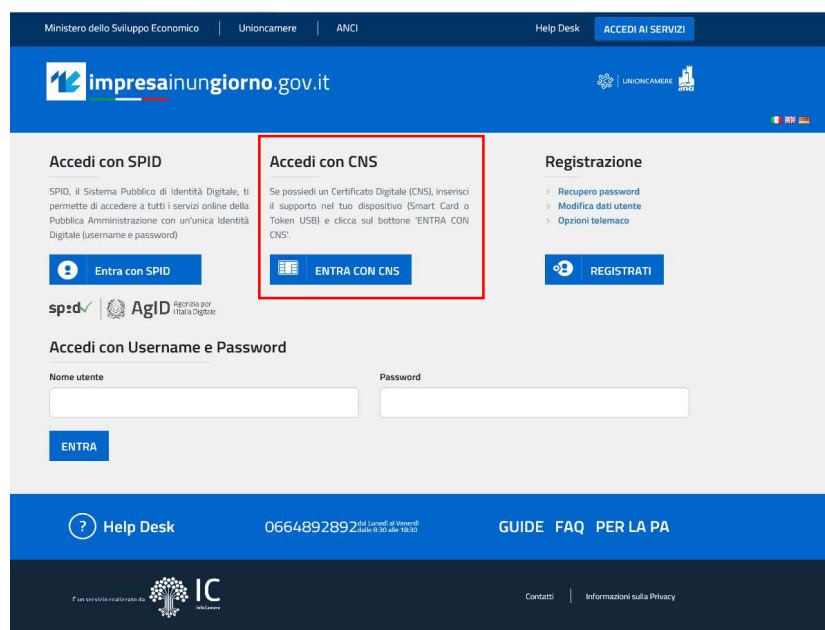 Ministero dello Sviluppo Economico
Unioncamere
ANCI
Help Desk
ACCEDI AI SERVIZI
impresainungiorno.gov.it
UNIONCAMERE
anci
Accedi con SPID
SPID, il Sistema Pubblico di Identità Digitale, ti
permette di accedere a tutti i servizi online della
Pubblica Amministrazione con un'unica Identità
Digitale (username e password)
Entra con SPID
spid
AgID Agenzia per
l'Italia Digitale
Accedi con CNS
Se possiedi un Certificato Digitale (CNS), inserisci
il supporto nel tuo dispositivo (Smart Card o
Token USB) e clicca sul bottone 'ENTRA CON
CNS'.
ENTRA CON CNS
Registrazione
Recupero password
Modifica dati utente
Opzioni telemaco
REGISTRATI
Accedi con Username e Password
Nome utente
Password
ENTRA
? Help Desk
0664892892 dal Lunedì al Venerdì
dalle 8:30 alle 18:30
GUIDE FAQ PER LA PA
È un servizio realizzato da
IC
InfoCamere
Contatti
Informazioni sulla Privacy